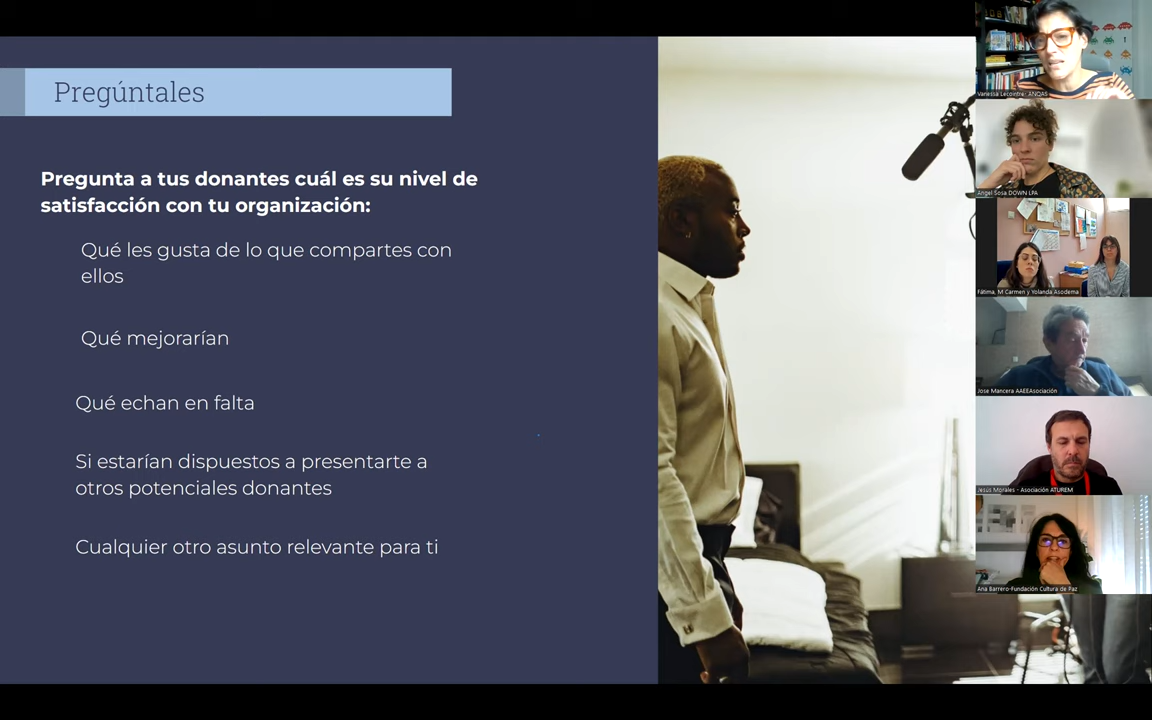 Pregúntales
Pregunta a tus donantes cuál es su nivel de
satisfacción con tu organización:
Qué les gusta de lo que compartes con
ellos
Qué mejorarían
Qué echan en falta
Si estarían dispuestos a presentarte a
otros potenciales donantes
Cualquier otro asunto relevante para ti
Vanessa Lecointre- ANQAS
Ángel Sosa DOWN LPA
Fátima, M Carmen y Yolanda Asodema
Jose Mancera AAEEAsociación
Jesús Morales - Asociación ATUREM
Ana Barrero-Fundación Cultura de Paz